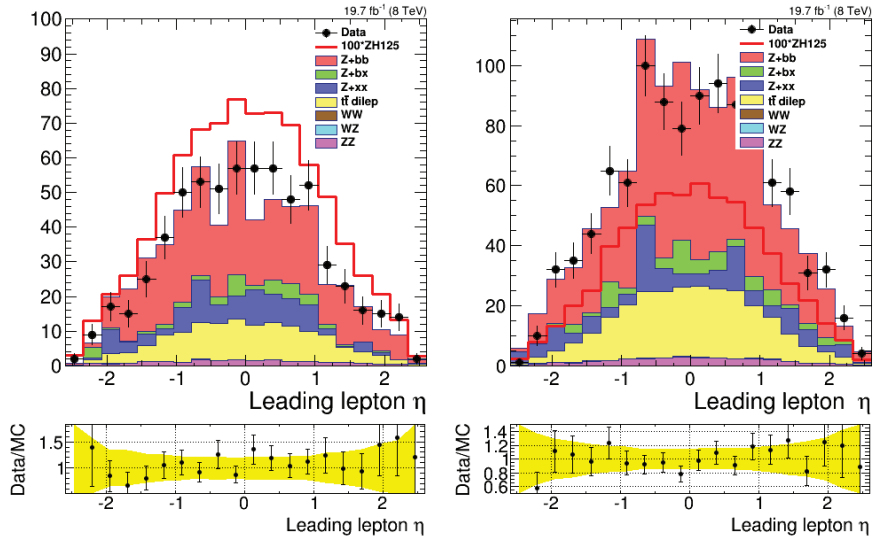 19.7 fb⁻¹ (8 TeV)
100
90
80
70
60
50
40
30
20
10
0
Data
100*ZH125
Z+bb
Z+bx
Z+xx
tt̄ dilep
WW
WZ
ZZ
-2 -1 0 1 2
Leading lepton η
Data/MC
1.5
1
-2 -1 0 1 2
Leading lepton η
19.7 fb⁻¹ (8 TeV)
100
80
60
40
20
0
Data
100*ZH125
Z+bb
Z+bx
Z+xx
tt̄ dilep
WW
WZ
ZZ
-2 -1 0 1 2
Leading lepton η
Data/MC
1.4
1.2
1.0
0.8
0.6
-2 -1 0 1 2
Leading lepton η